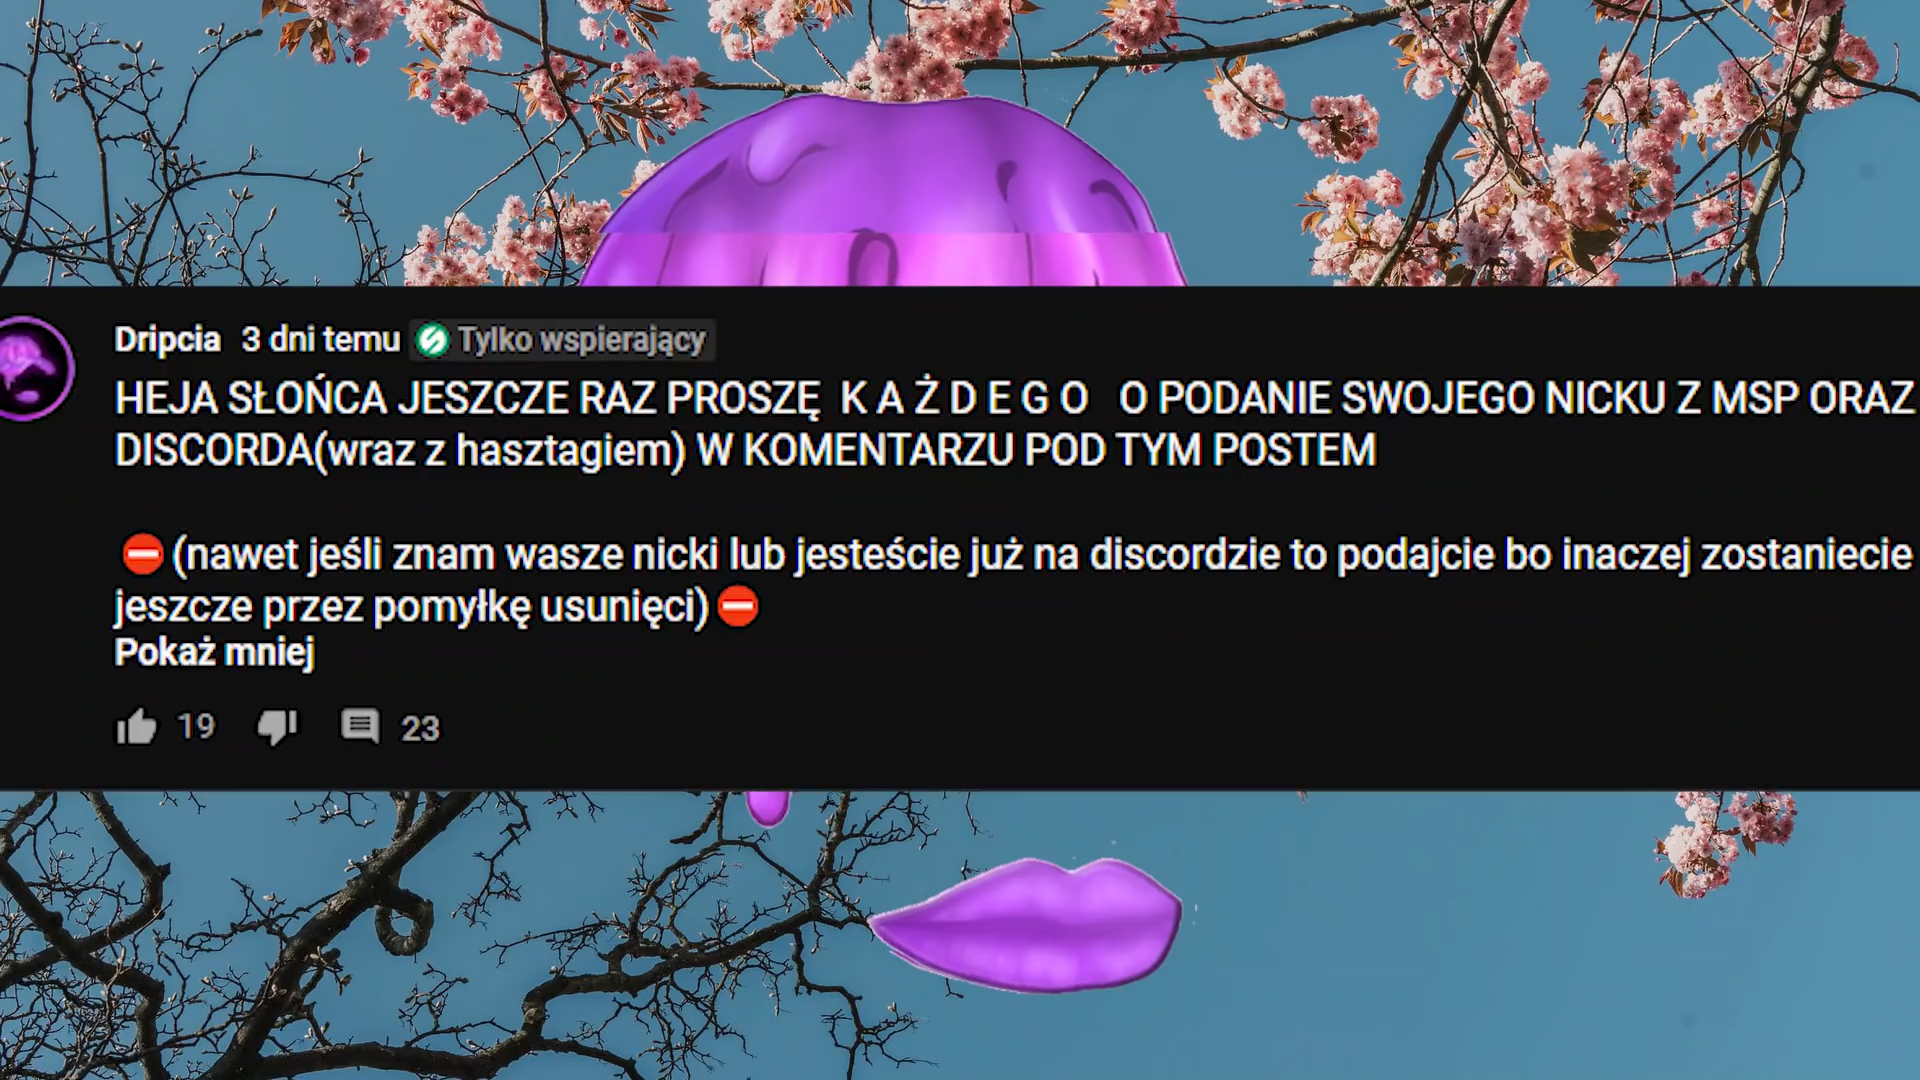 Dripcia 3 dni temu Tylko wspierający
HEJA SŁOŃCA JESZCZE RAZ PROSZĘ K A Ż D E G O O PODANIE SWOJEGO NICKU Z MSP ORAZ
DISCORDA(wraz z hasztagiem) W KOMENTARZU POD TYM POSTEM
⛔(nawet jeśli znam wasze nicki lub jesteście już na discordzie to podajcie bo inaczej zostaniecie
jeszcze przez pomyłkę usunięci)⛔
Pokaż mniej
19 23